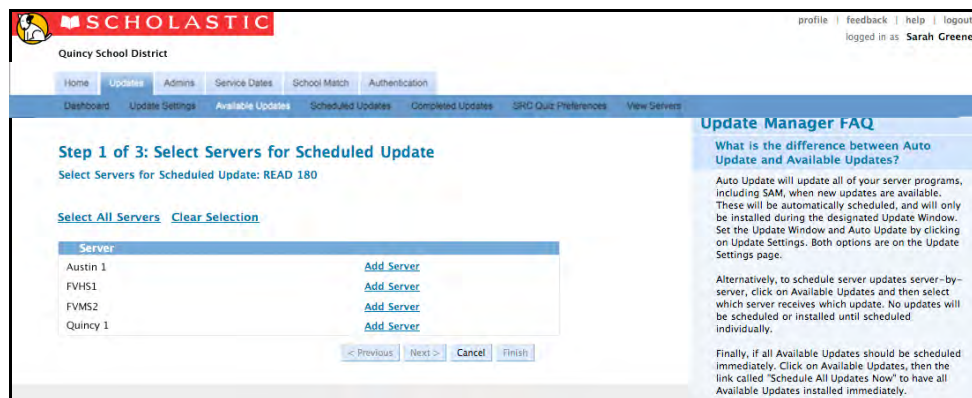 SCHOLASTIC
profile | feedback | help | logout
logged in as Sarah Greene
Quincy School District
Home Updates Admins Service Dates School Match Authentication
Dashboard Update Settings Available Updates Scheduled Updates Completed Updates SRC Quiz Preferences View Servers
Step 1 of 3: Select Servers for Scheduled Update
Select Servers for Scheduled Update: READ 180
Select All Servers Clear Selection
Server
Austin 1 Add Server
FVHS1 Add Server
FVMS2 Add Server
Quincy 1 Add Server
< Previous Next > Cancel Finish
Update Manager FAQ
What is the difference between Auto
Update and Available Updates?
Auto Update will update all of your server programs,
including SAM, when new updates are available.
These will be automatically scheduled, and will only
be installed during the designated Update Window.
Set the Update Window and Auto Update by clicking
on Update Settings. Both options are on the Update
Settings page.
Alternatively, to schedule server updates server-by-
server, click on Available Updates and then select
which server receives which update. No updates will
be scheduled or installed until scheduled
individually.
Finally, if all Available Updates should be scheduled
immediately. Click on Available Updates, then the
link called "Schedule All Updates Now" to have all
Available Updates installed immediately.